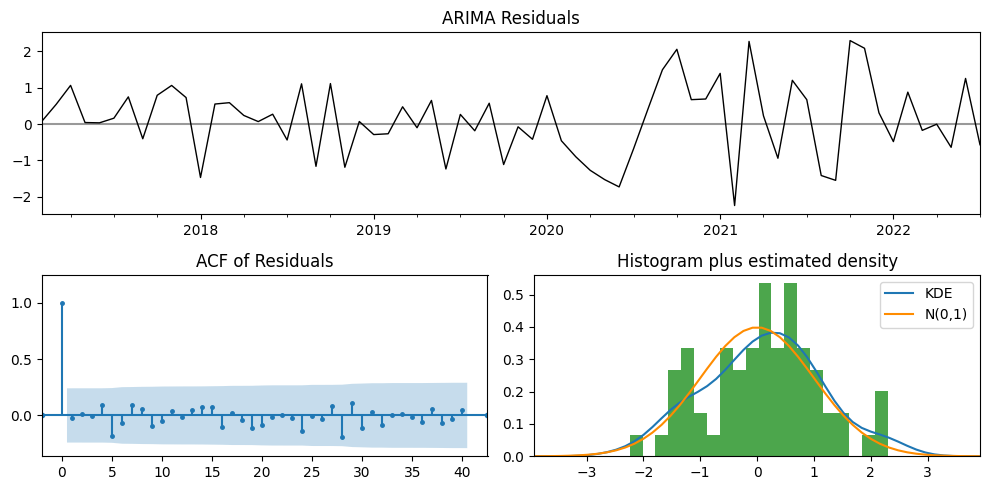 ARIMA Residuals
2
1
0
−1
−2
2018 2019 2020 2021 2022
ACF of Residuals
1.0
0.5
0.0
0 5 10 15 20 25 30 35 40
Histogram plus estimated density
KDE
N(0,1)
0.5
0.4
0.3
0.2
0.1
0.0
−3 −2 −1 0 1 2 3